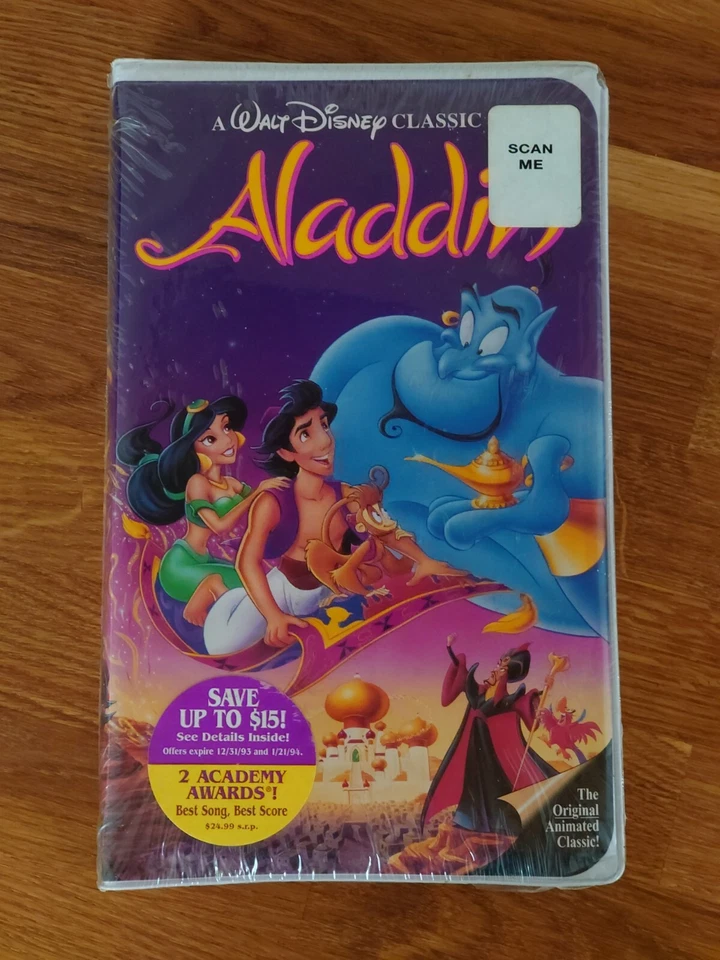 A WALT DISNEY CLASSIC
SCAN
ME
Aladdin
SAVE
UP TO $15!
See Details Inside!
Offers expire 12/31/93 and 1/21/94.
2 ACADEMY
AWARDS®!
Best Song, Best Score
$24.99 s.r.p.
The
Original
Animated
Classic!